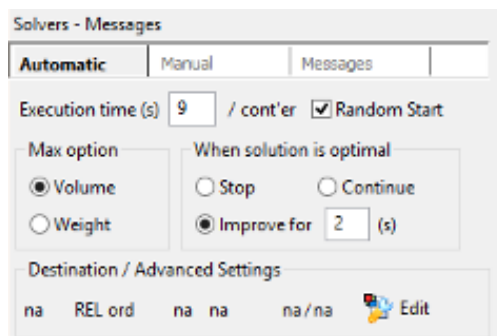 Solvers - Messages
Automatic Manual Messages
Execution time (s) 9 / cont'er Random Start
Max option When solution is optimal
Volume Stop Continue
Weight Improve for 2 (s)
Destination / Advanced Settings
na REL ord na na na/na Edit